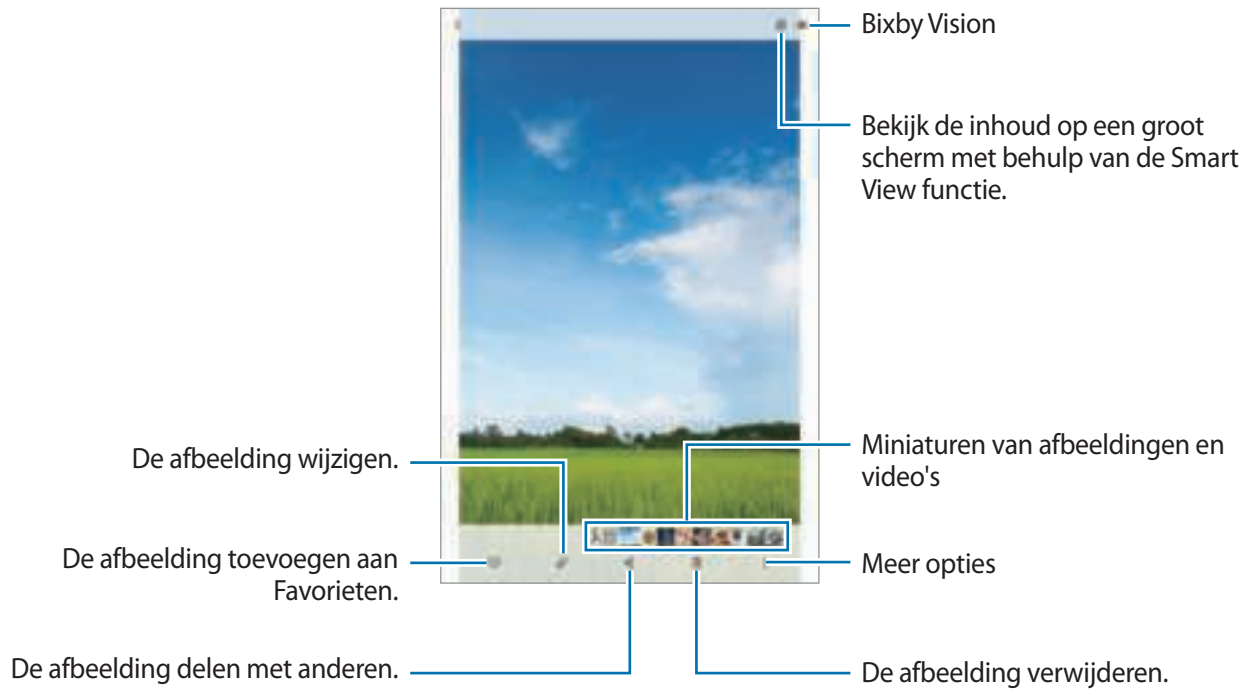 Bixby Vision
Bekijk de inhoud op een groot
scherm met behulp van de Smart
View functie.
De afbeelding wijzigen.
Miniaturen van afbeeldingen en
video's
De afbeelding toevoegen aan
Favorieten.
Meer opties
De afbeelding delen met anderen.
De afbeelding verwijderen.